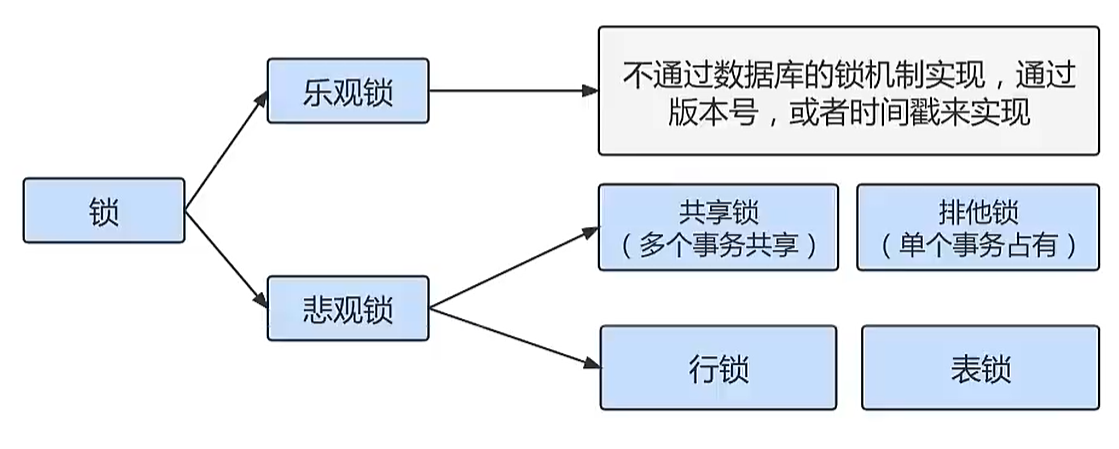 锁
乐观锁
不通过数据库的锁机制实现，通过
版本号，或者时间戳来实现
悲观锁
共享锁
（多个事务共享）
排他锁
（单个事务占有）
行锁
表锁